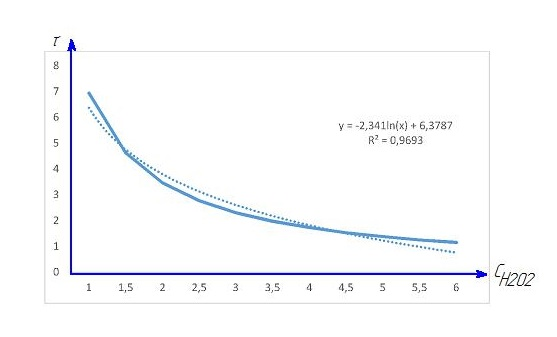 τ
8
7
6
5
4
3
2
1
0
y = -2,341ln(x) + 6,3787
R² = 0,9693
1 1,5 2 2,5 3 3,5 4 4,5 5 5,5 6
C H2O2